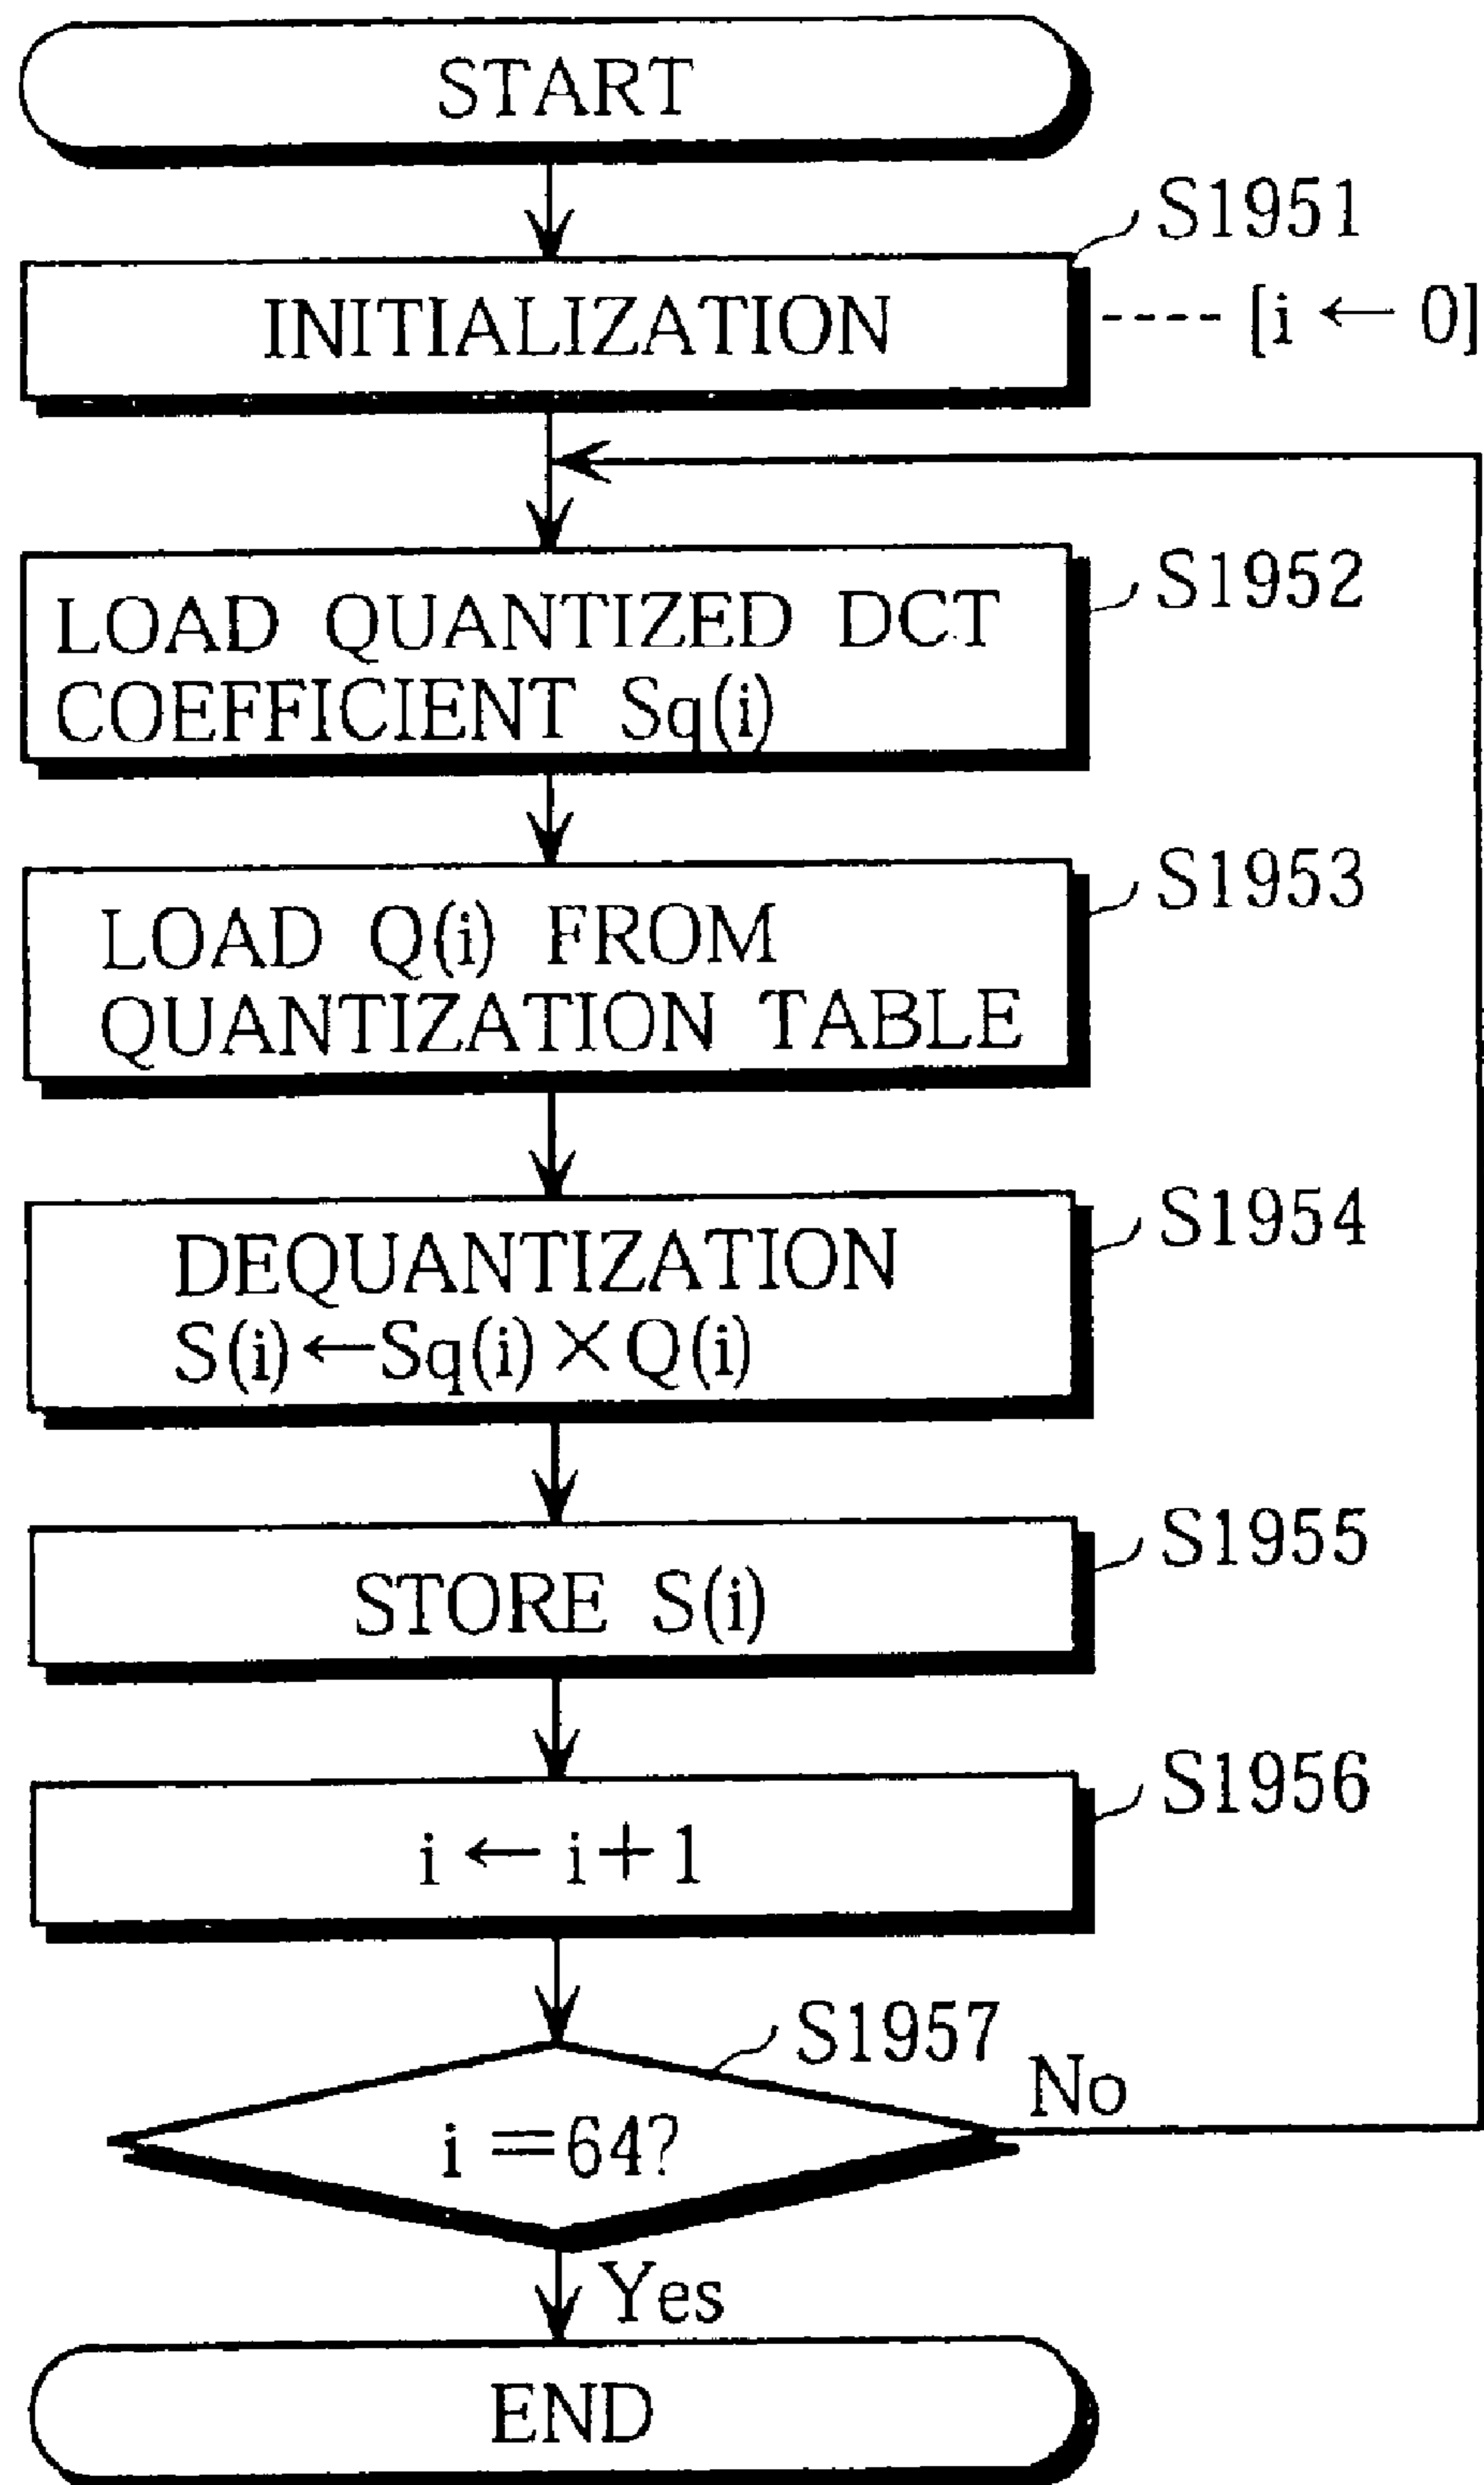 START
S1951
INITIALIZATION
---- [i ← 0]
LOAD QUANTIZED DCT
COEFFICIENT Sq(i)
S1952
LOAD Q(i) FROM
QUANTIZATION TABLE
S1953
DEQUANTIZATION
S(i)←Sq(i)×Q(i)
S1954
STORE S(i)
S1955
i ← i+1
S1956
S1957
i =64?
No
Yes
END